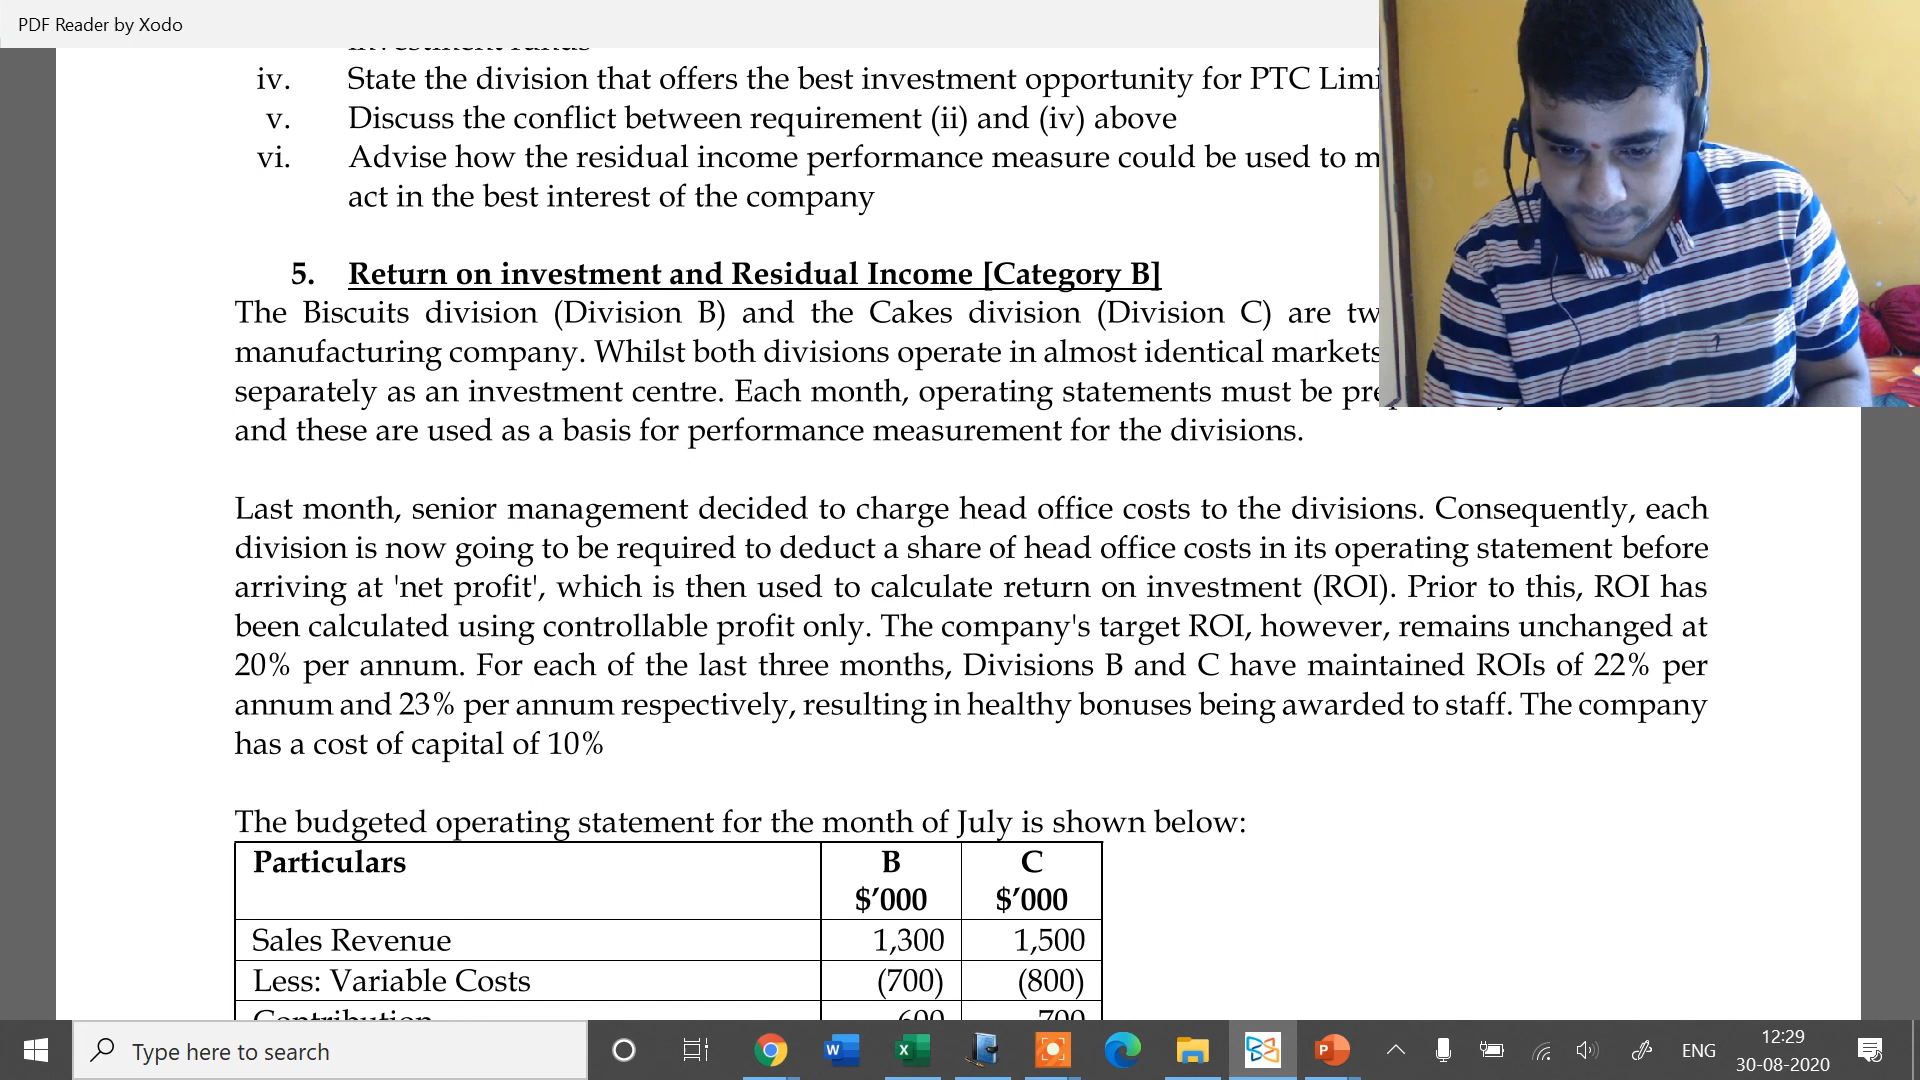 PDF Reader by Xodo
iv. State the division that offers the best investment opportunity for PTC
v. Discuss the conflict between requirement (ii) and (iv) above
vi. Advise how the residual income performance measure could be used to
act in the best interest of the company
5. Return on investment and Residual Income [Category B]
The Biscuits division (Division B) and the Cakes division (Division C) are
manufacturing company. Whilst both divisions operate in almost identical markets
separately as an investment centre. Each month, operating statements must be
and these are used as a basis for performance measurement for the divisions.
Last month, senior management decided to charge head office costs to the divisions. Consequently, each
division is now going to be required to deduct a share of head office costs in its operating statement before
arriving at 'net profit', which is then used to calculate return on investment (ROI). Prior to this, ROI has
been calculated using controllable profit only. The company's target ROI, however, remains unchanged at
20% per annum. For each of the last three months, Divisions B and C have maintained ROIs of 22% per
annum and 23% per annum respectively, resulting in healthy bonuses being awarded to staff. The company
has a cost of capital of 10%
The budgeted operating statement for the month of July is shown below:
Particulars B C
$’000 $’000
Sales Revenue 1,300 1,500
Less: Variable Costs (700) (800)
Contribution 600 700
Type here to search
ENG
12:29
30-08-2020